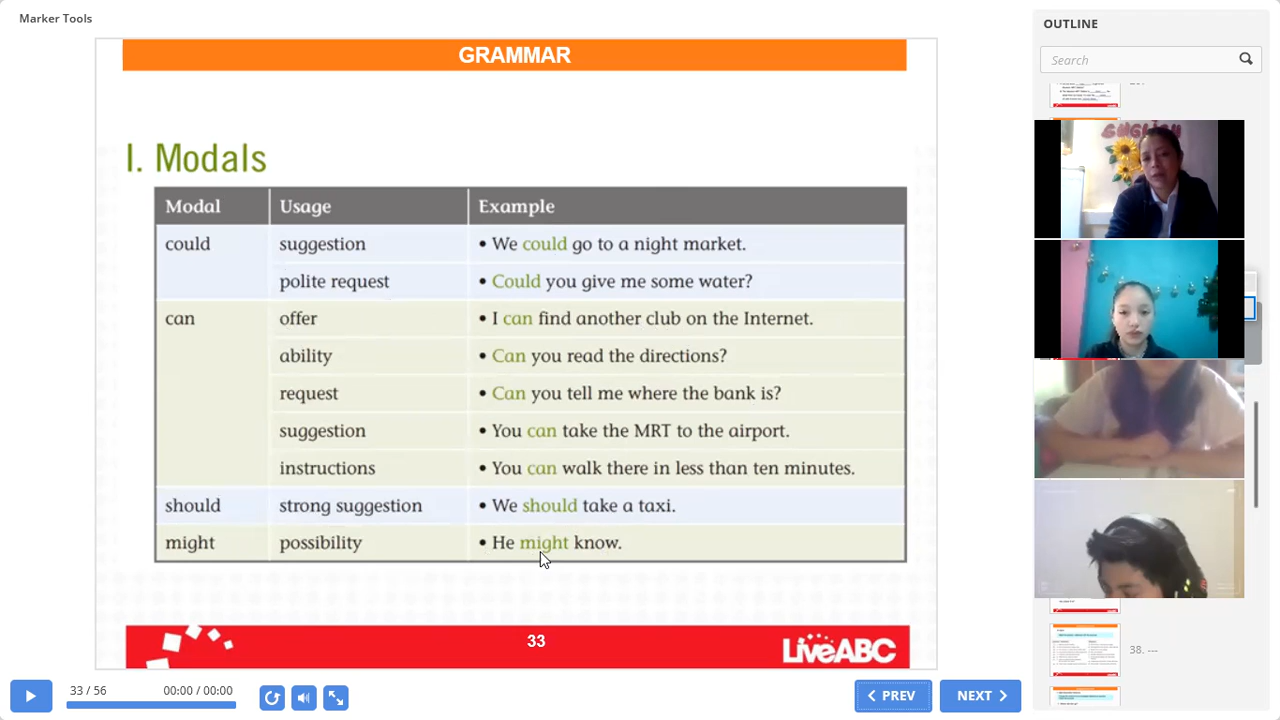 Marker Tools
OUTLINE
Search
GRAMMAR
I. Modals
Modal Usage Example
could suggestion • We could go to a night market.
polite request • Could you give me some water?
can offer • I can find another club on the Internet.
ability • Can you read the directions?
request • Can you tell me where the bank is?
suggestion • You can take the MRT to the airport.
instructions • You can walk there in less than ten minutes.
should strong suggestion • We should take a taxi.
might possibility • He might know.
33
LiveABC
ENGLISH
38. ---
33 / 56 00:00 / 00:00
PREV NEXT